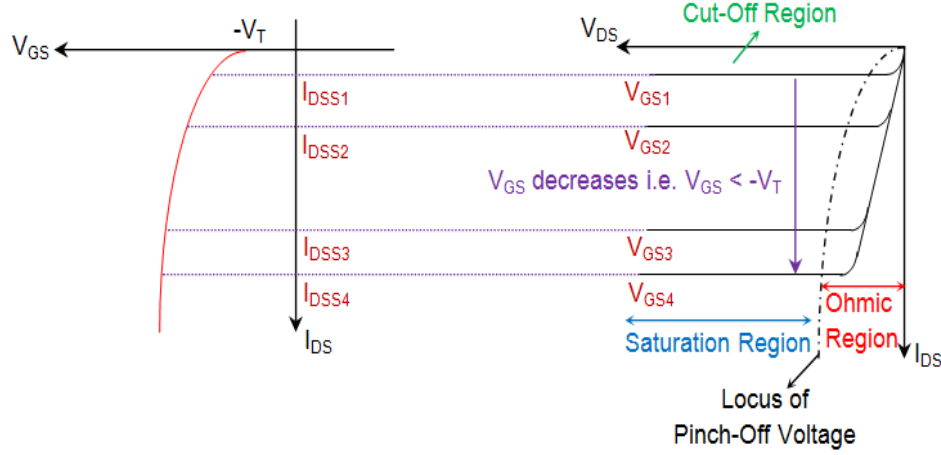 -V_T
V_GS
V_DS
Cut-Off Region
I_DSS1
V_GS1
I_DSS2
V_GS2
V_GS decreases i.e. V_GS < -V_T
I_DSS3
V_GS3
I_DSS4
V_GS4
Ohmic
Region
I_DS
Saturation Region
I_DS
Locus of
Pinch-Off Voltage